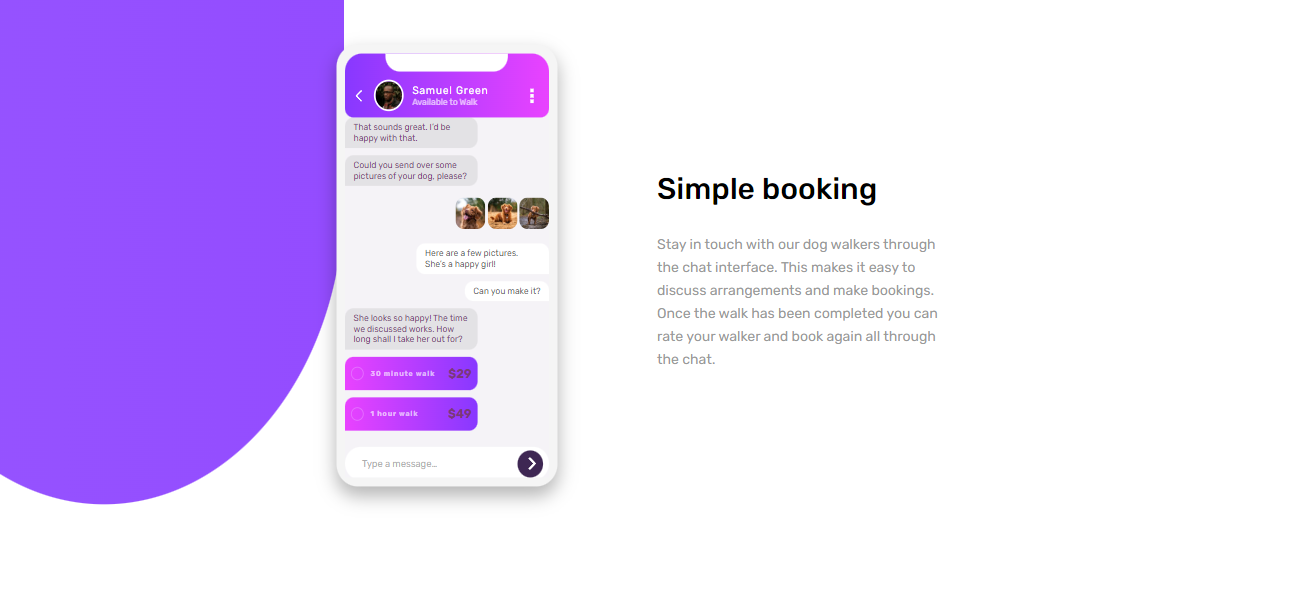 Samuel Green
Available to Walk
That sounds great. I'd be
happy with that.
Could you send over some
pictures of your dog, please?
Here are a few pictures.
She's a happy girl!
Can you make it?
She looks so happy! The time
we discussed works. How
long shall I take her out for?
30 minute walk $29
1 hour walk $49
Type a message...
Simple booking
Stay in touch with our dog walkers through
the chat interface. This makes it easy to
discuss arrangements and make bookings.
Once the walk has been completed you can
rate your walker and book again all through
the chat.